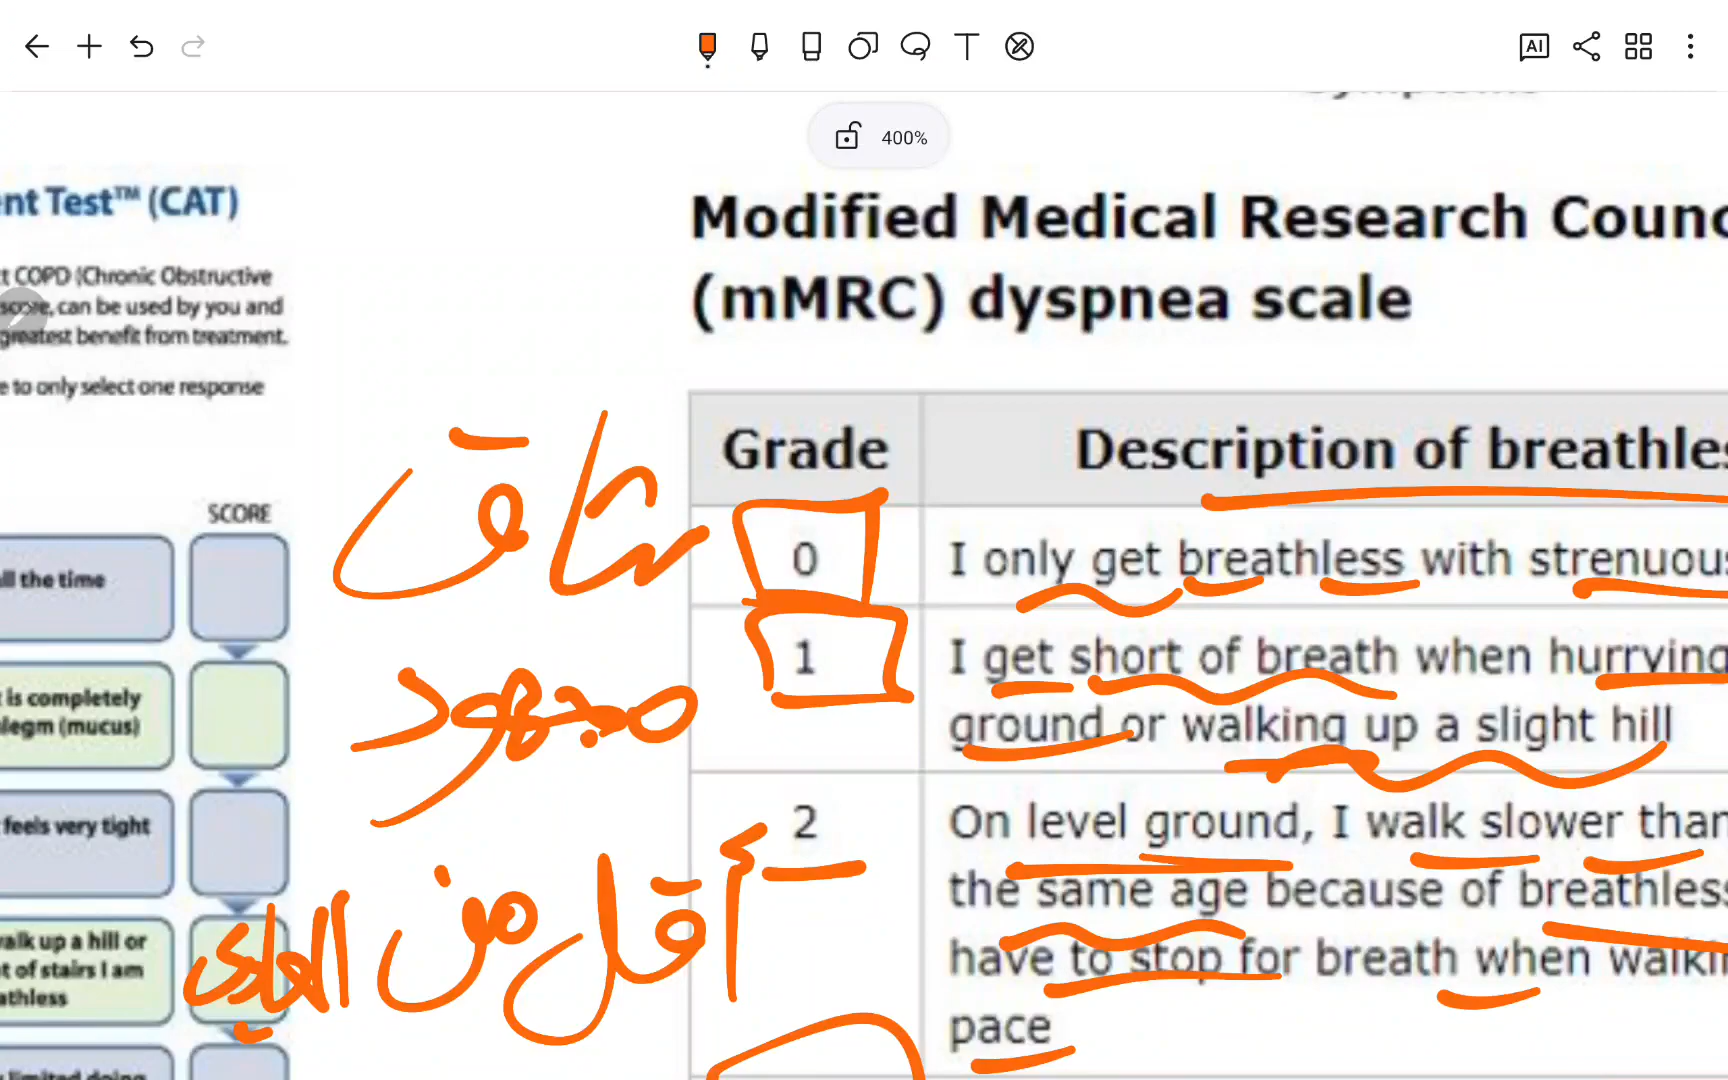 400%
nt Test™ (CAT)
t COPD (Chronic Obstructive
score, can be used by you and
greatest benefit from treatment.
e to only select one response
SCORE
ll the time
is completely
legm (mucus)
feels very tight
alk up a hill or
t of stairs I am
athless
limited doing
Modified Medical Research Counc
(mMRC) dyspnea scale
Grade
Description of breathles
0
I only get breathless with strenuous
1
I get short of breath when hurrying
ground or walking up a slight hill
2
On level ground, I walk slower than
the same age because of breathless
have to stop for breath when walkin
pace
شاق
مجهود
أقل من العادي
AI
T